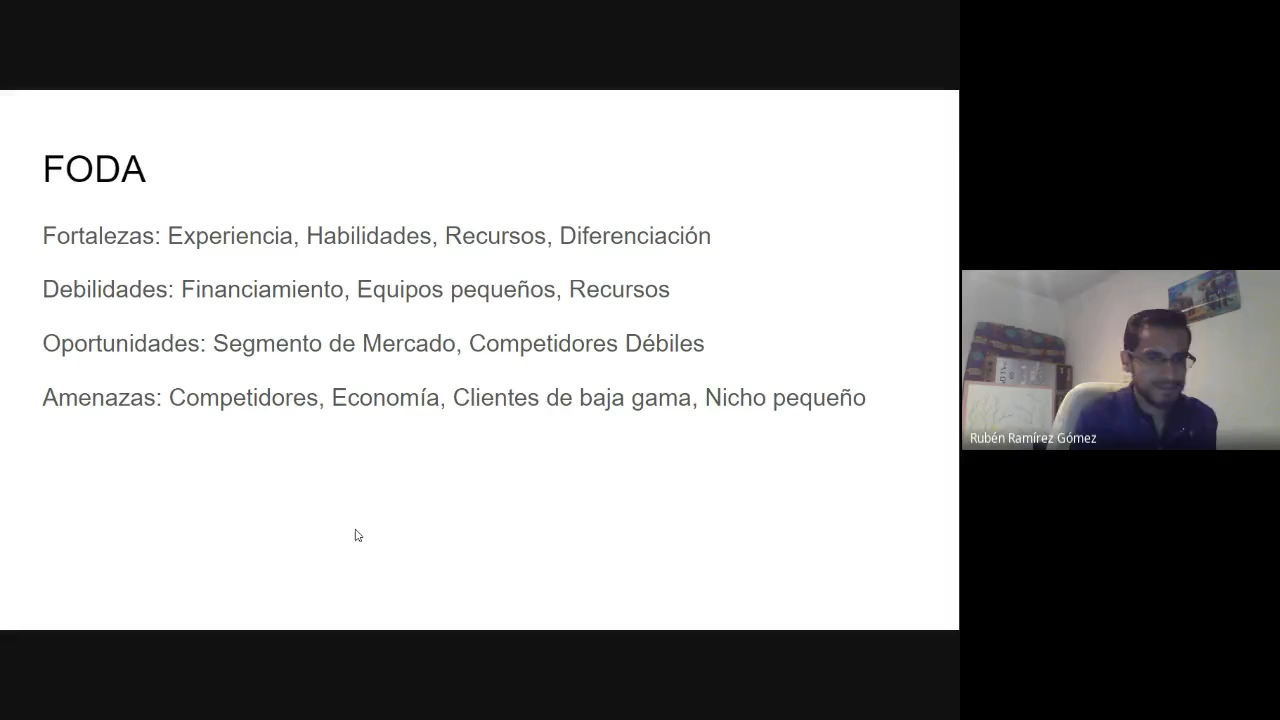 FODA
Fortalezas: Experiencia, Habilidades, Recursos, Diferenciación
Debilidades: Financiamiento, Equipos pequeños, Recursos
Oportunidades: Segmento de Mercado, Competidores Débiles
Amenazas: Competidores, Economía, Clientes de baja gama, Nicho pequeño
Rubén Ramírez Gómez